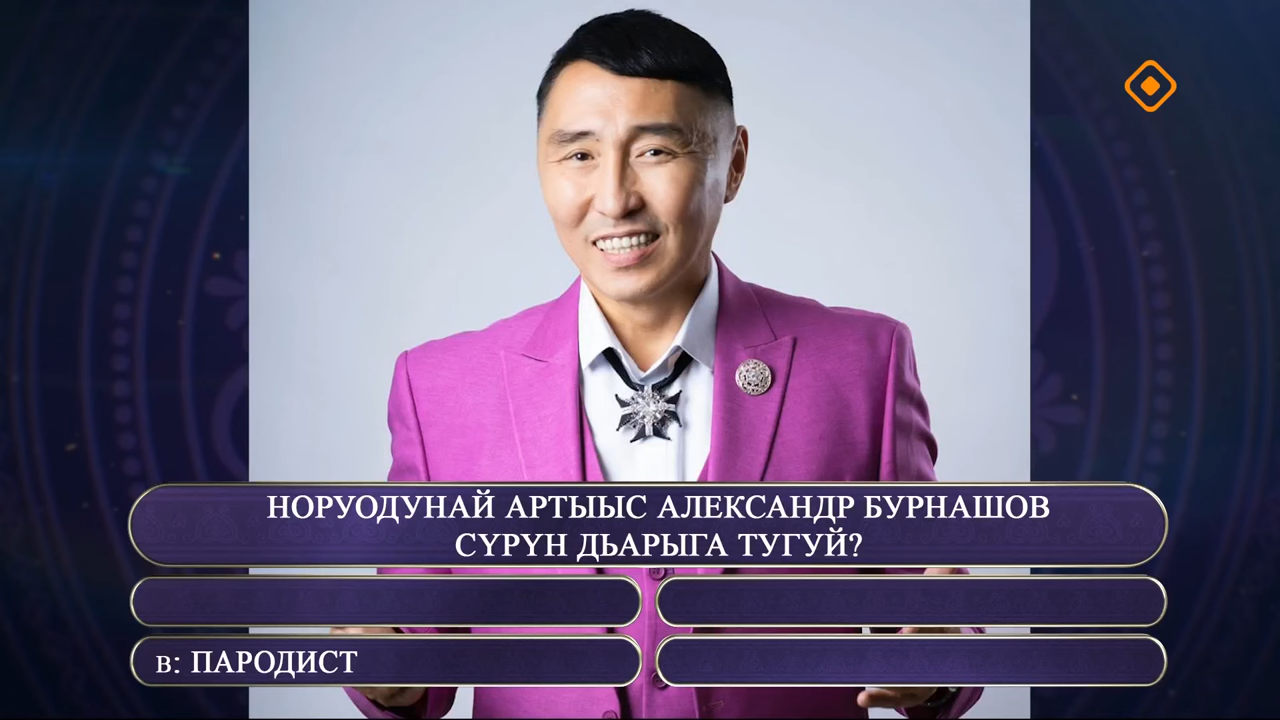 НОРУОДУНАЙ АРТЫЫС АЛЕКСАНДР БУРНАШОВ
СҮРҮН ДЬАРЫГА ТУГУЙ?
В: ПАРОДИСТ